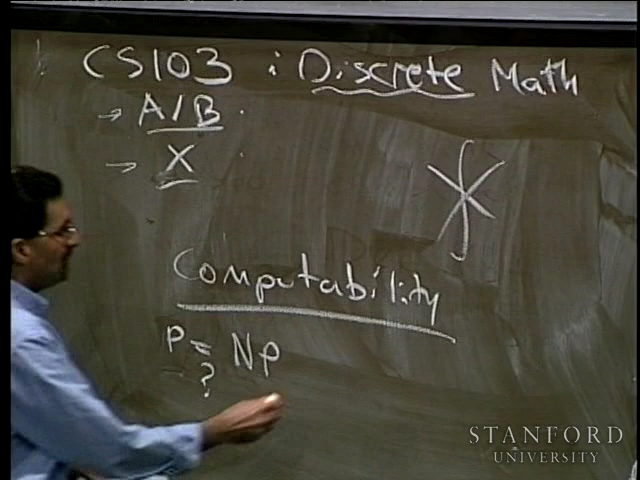 CS103 : Discrete Math
→ A/B
→ X
Computability
P = NP
?
STANFORD
UNIVERSITY